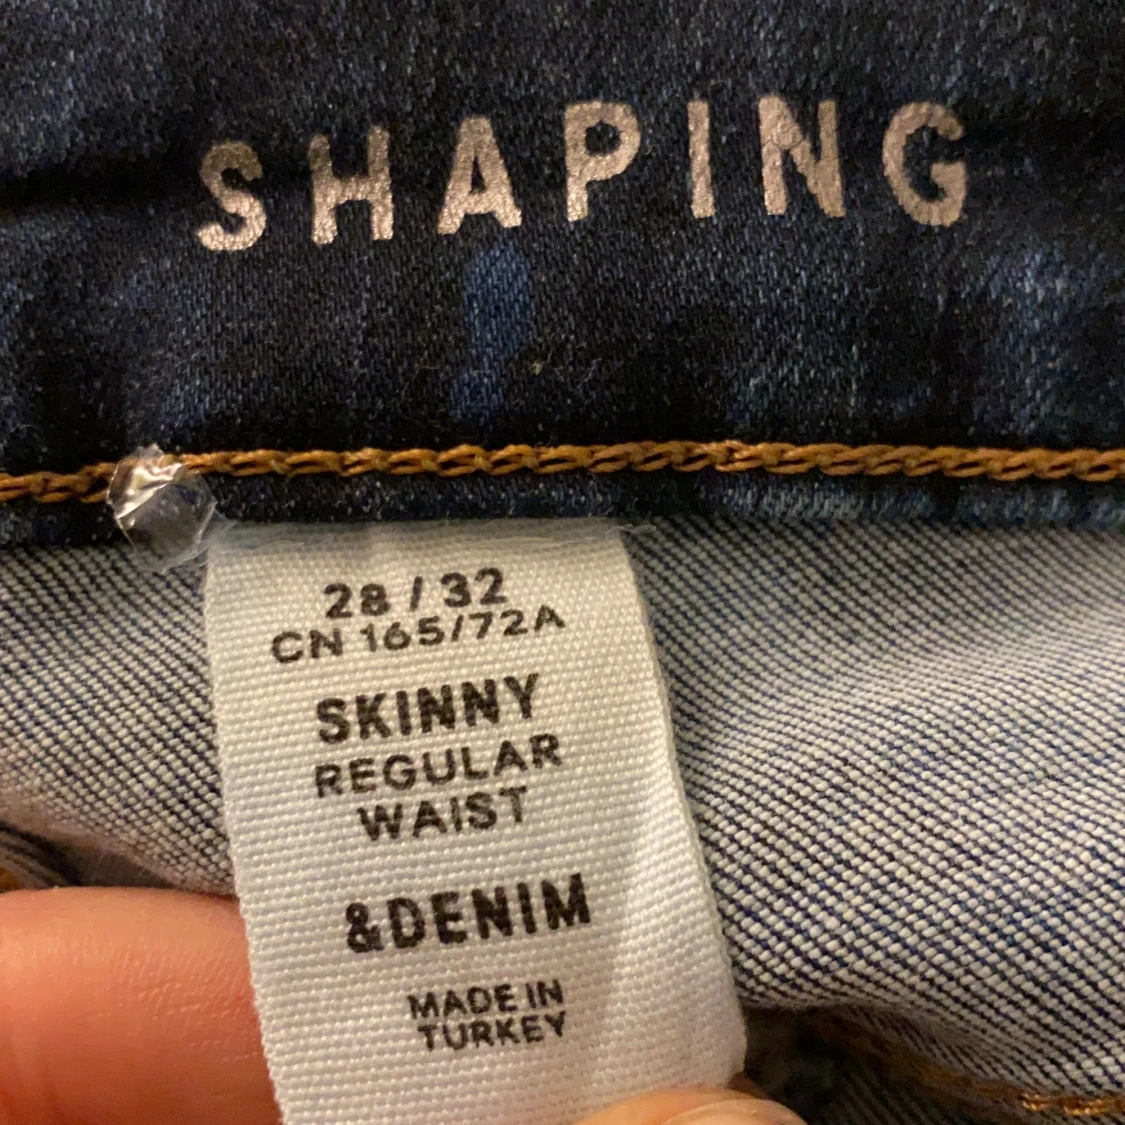 SHAPING
28 / 32
CN 165/72A
SKINNY
REGULAR
WAIST
&DENIM
MADE IN
TURKEY